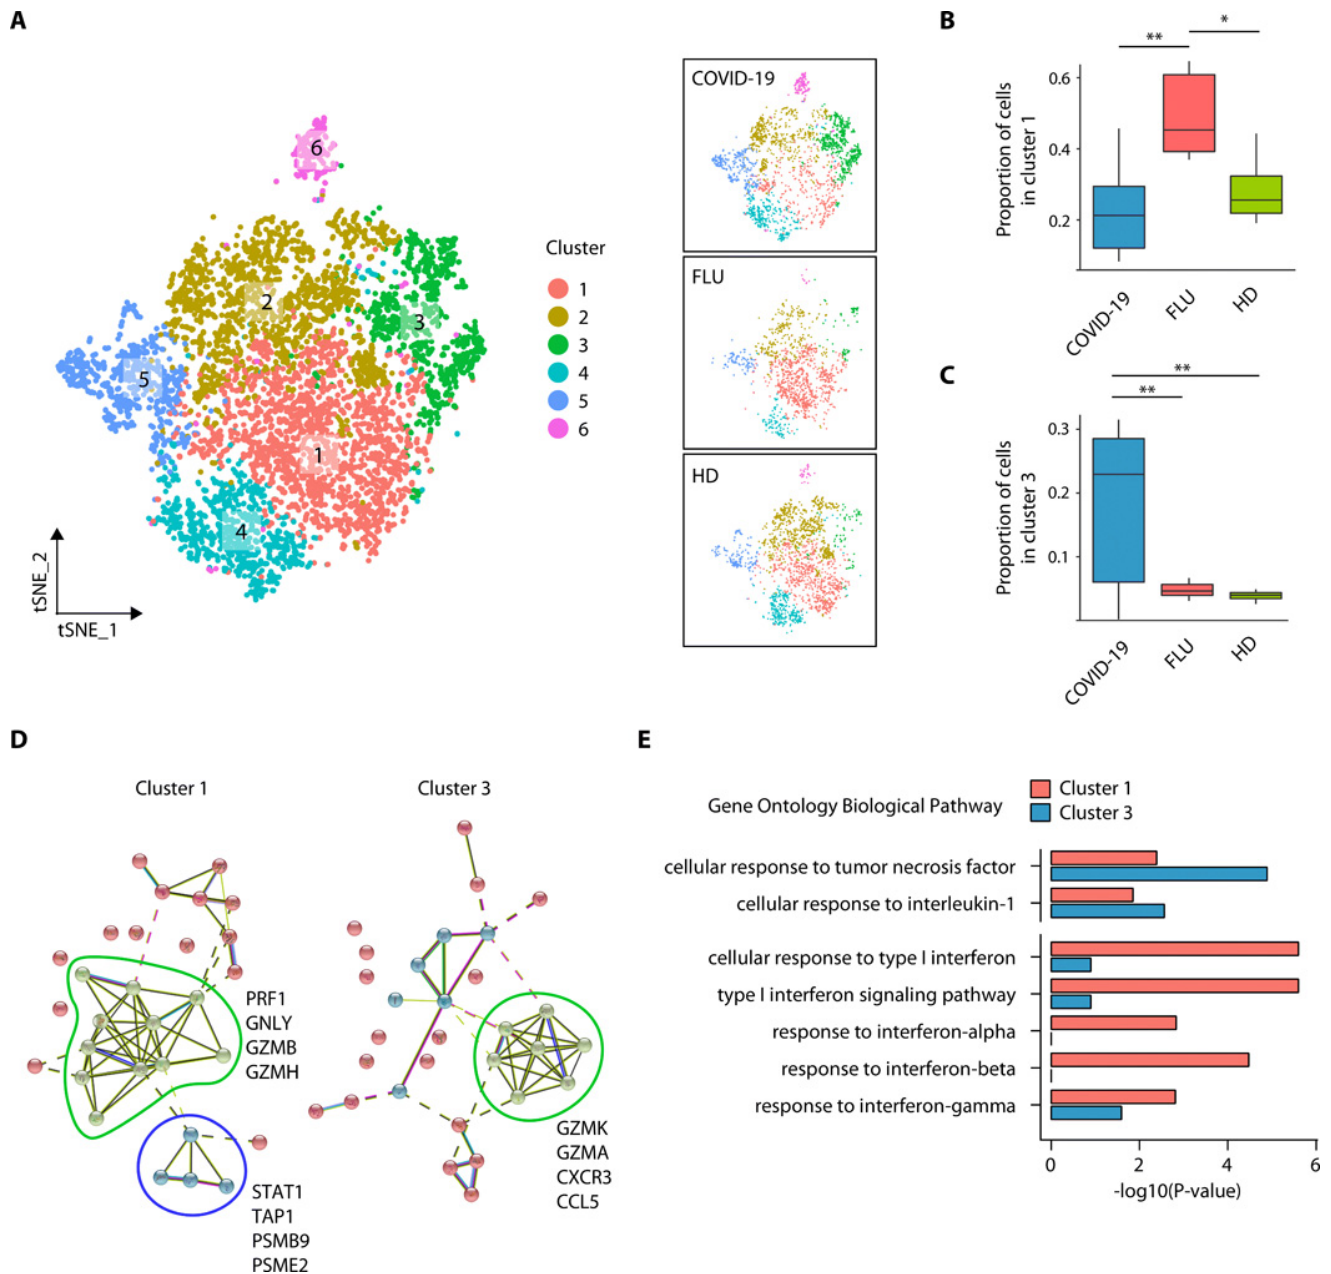 A
6
2
3
5
1
4
tSNE_2
tSNE_1
Cluster
1
2
3
4
5
6
COVID-19
FLU
HD
B
Proportion of cells
in cluster 1
**
*
0.6
0.4
0.2
COVID-19
FLU
HD
C
Proportion of cells
in cluster 3
**
**
0.3
0.2
0.1
COVID-19
FLU
HD
D
Cluster 1
PRF1
GNLY
GZMB
GZMH
STAT1
TAP1
PSMB9
PSME2
Cluster 3
GZMK
GZMA
CXCR3
CCL5
E
Gene Ontology Biological Pathway
Cluster 1
Cluster 3
cellular response to tumor necrosis factor
cellular response to interleukin-1
cellular response to type I interferon
type I interferon signaling pathway
response to interferon-alpha
response to interferon-beta
response to interferon-gamma
0 2 4 6
-log10(P-value)